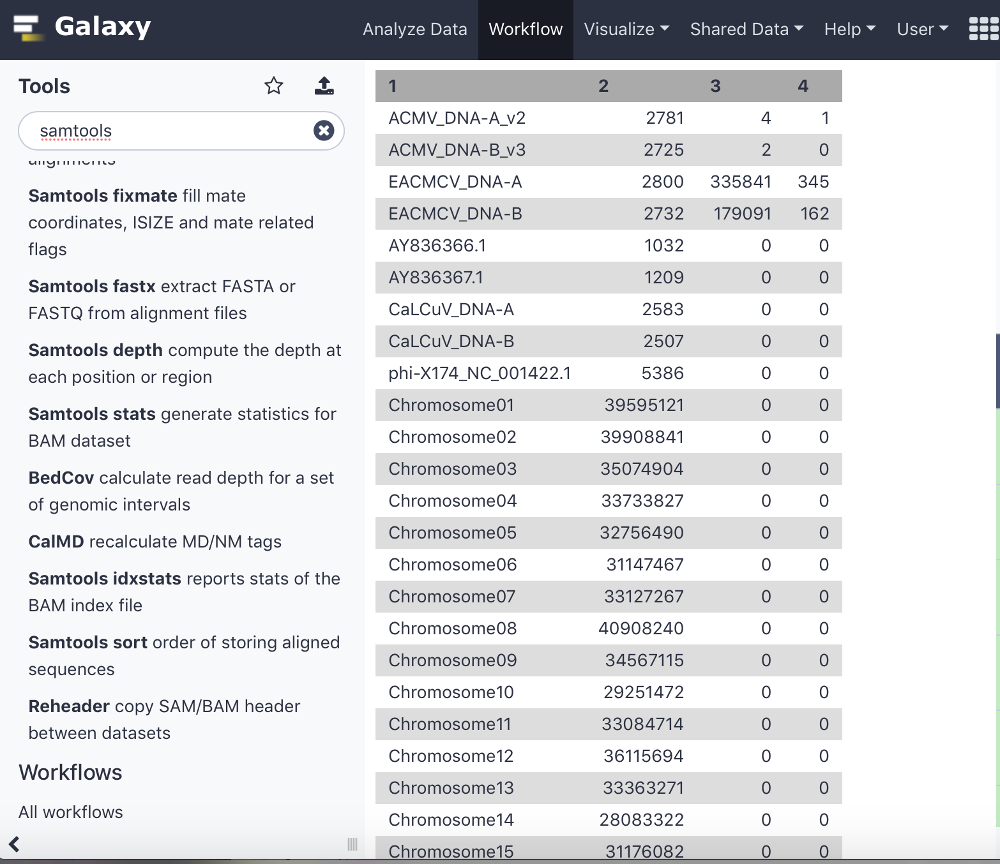 Galaxy
Analyze Data Workflow Visualize Shared Data Help User
Tools
samtools
alignments
Samtools fixmate fill mate
coordinates, ISIZE and mate related
flags
Samtools fastx extract FASTA or
FASTQ from alignment files
Samtools depth compute the depth at
each position or region
Samtools stats generate statistics for
BAM dataset
BedCov calculate read depth for a set
of genomic intervals
CalMD recalculate MD/NM tags
Samtools idxstats reports stats of the
BAM index file
Samtools sort order of storing aligned
sequences
Reheader copy SAM/BAM header
between datasets
Workflows
All workflows
1 2 3 4
ACMV_DNA-A_v2 2781 4 1
ACMV_DNA-B_v3 2725 2 0
EACMCV_DNA-A 2800 335841 345
EACMCV_DNA-B 2732 179091 162
AY836366.1 1032 0 0
AY836367.1 1209 0 0
CaLCuV_DNA-A 2583 0 0
CaLCuV_DNA-B 2507 0 0
phi-X174_NC_001422.1 5386 0 0
Chromosome01 39595121 0 0
Chromosome02 39908841 0 0
Chromosome03 35074904 0 0
Chromosome04 33733827 0 0
Chromosome05 32756490 0 0
Chromosome06 31147467 0 0
Chromosome07 33127267 0 0
Chromosome08 40908240 0 0
Chromosome09 34567115 0 0
Chromosome10 29251472 0 0
Chromosome11 33084714 0 0
Chromosome12 36115694 0 0
Chromosome13 33363271 0 0
Chromosome14 28083322 0 0
Chromosome15 31176082 0 0